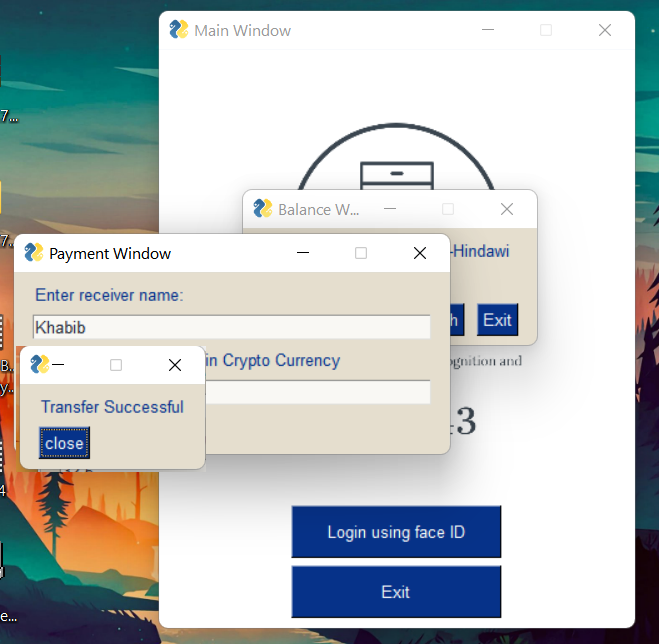 Main Window
Balance W...
-Hindawi
h Exit
Payment Window
Enter receiver name:
Khabib
in Crypto Currency
Transfer Successful
close
ognition and
43
Login using face ID
Exit
7...
7...
B...
y...
4
e...